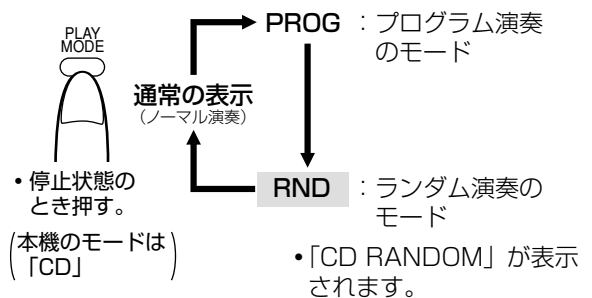 PLAY
MODE
通常の表示
(ノーマル演奏)
PROG : プログラム演奏
のモード
RND : ランダム演奏の
モード
•「CD RANDOM」が表示
されます。
• 停止状態の
とき押す。
(本機のモードは
「CD」)